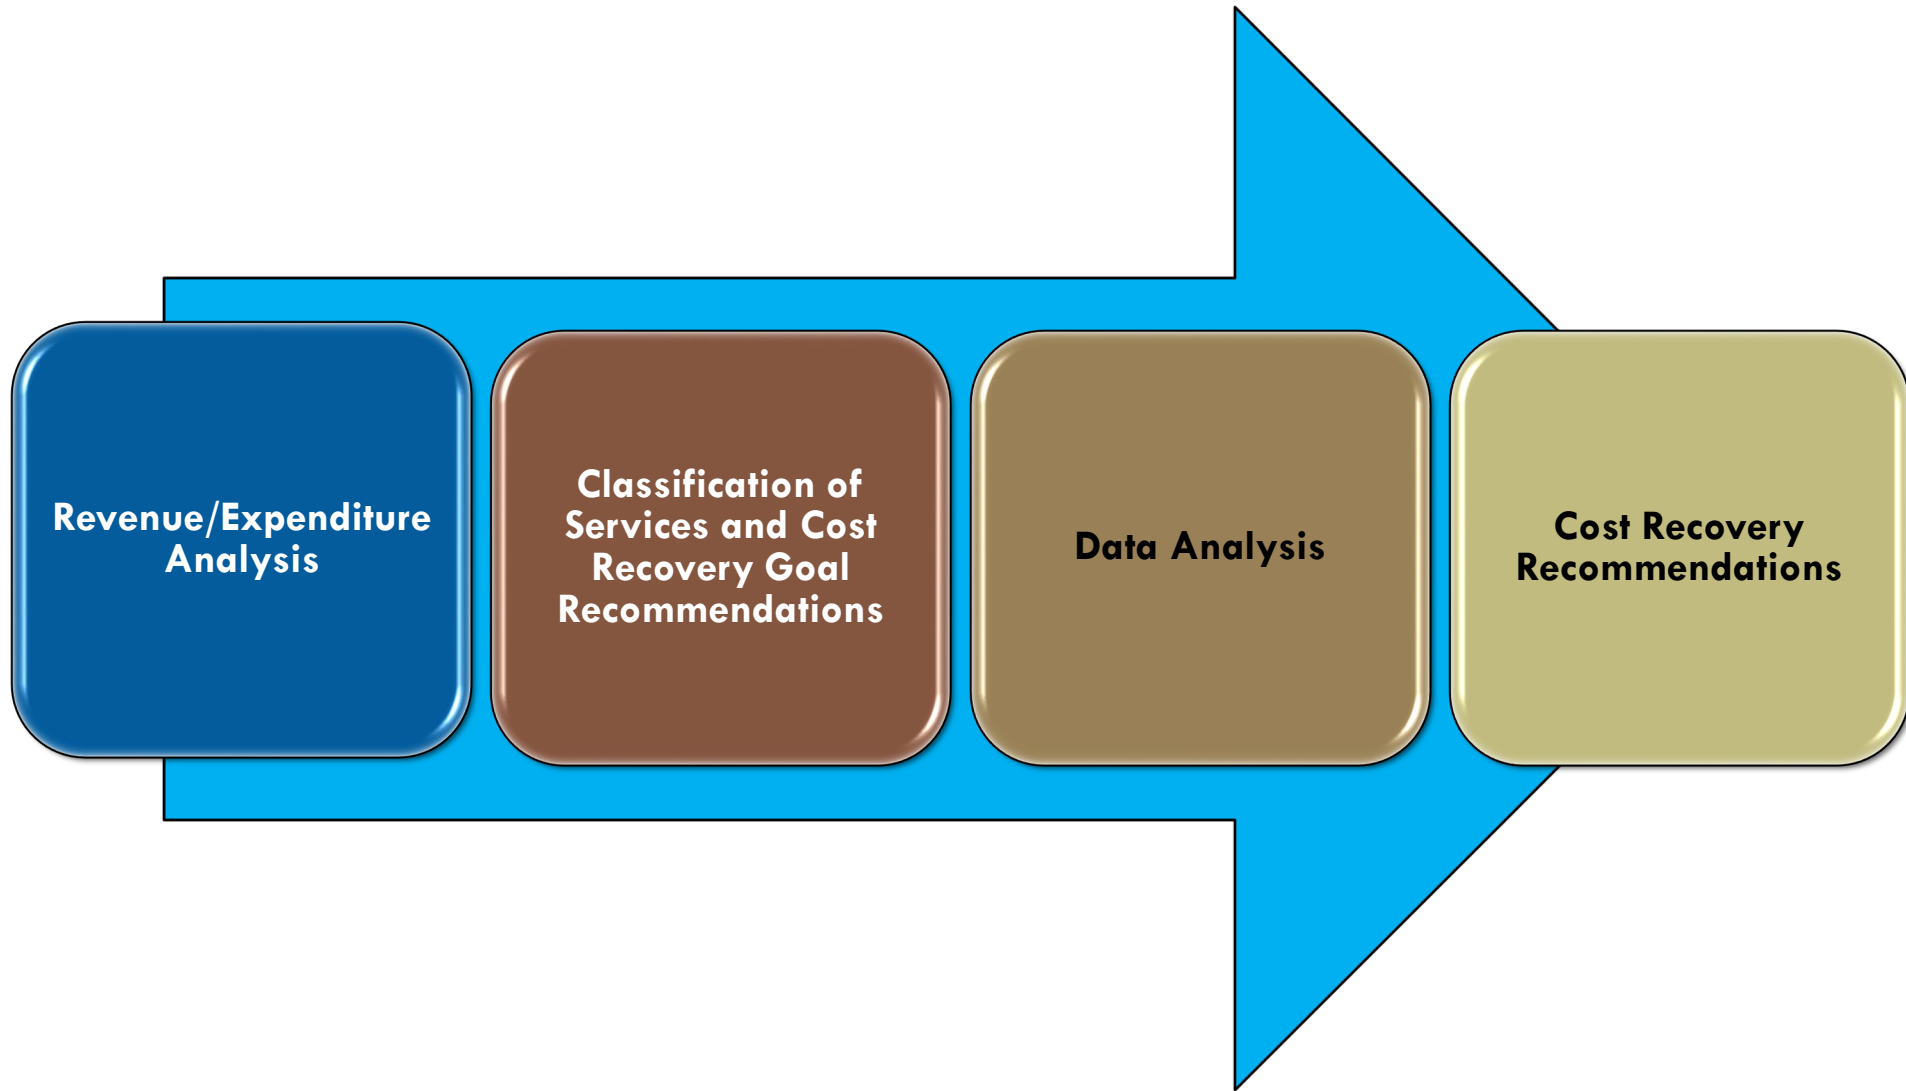 Revenue/Expenditure
Analysis
Classification of
Services and Cost
Recovery Goal
Recommendations
Data Analysis
Cost Recovery
Recommendations